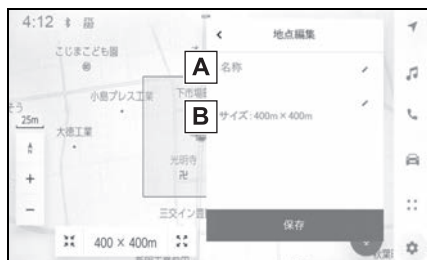 4:12
こじまこども園
小島プレス工業
下市場
25m
大徳工業
光明寺
卍
三交イン豊
400 × 400m
地点編集
A
名称
B
サイズ:400m×400m
保存